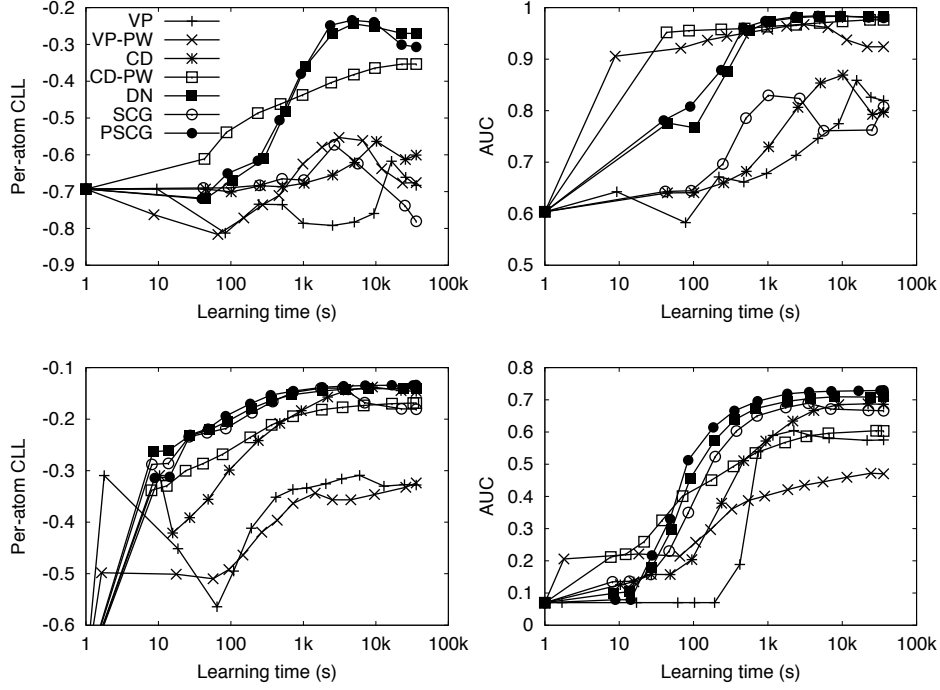 VP
VP-PW
CD
CD-PW
DN
SCG
PSCG
-0.2
-0.3
-0.4
-0.5
-0.6
-0.7
-0.8
-0.9
Per-atom CLL
1 10 100 1k 10k 100k
Learning time (s)
1
0.9
0.8
0.7
0.6
0.5
AUC
1 10 100 1k 10k 100k
Learning time (s)
-0.1
-0.2
-0.3
-0.4
-0.5
-0.6
Per-atom CLL
1 10 100 1k 10k 100k
Learning time (s)
0.8
0.7
0.6
0.5
0.4
0.3
0.2
0.1
0
AUC
1 10 100 1k 10k 100k
Learning time (s)